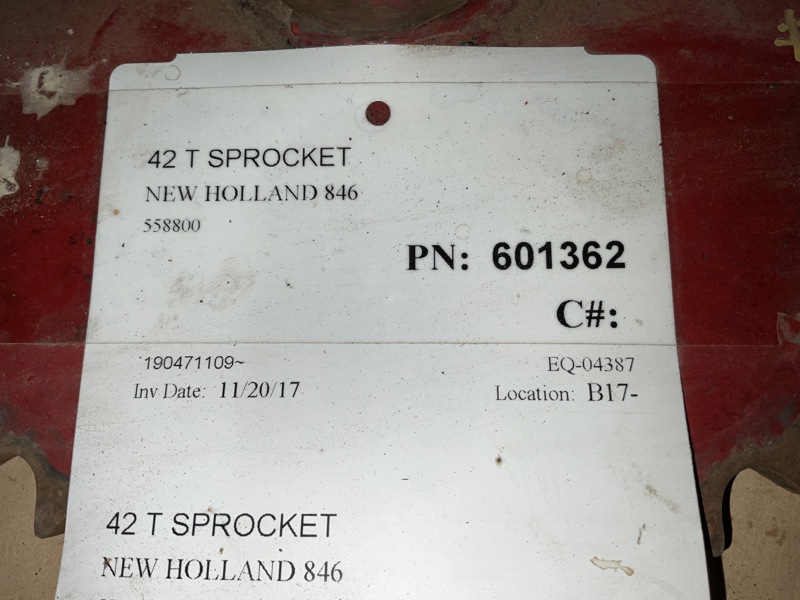 42 T SPROCKET
NEW HOLLAND 846
558800
PN: 601362
C#:
190471109~ EQ-04387
Inv Date: 11/20/17 Location: B17-
42 T SPROCKET
NEW HOLLAND 846